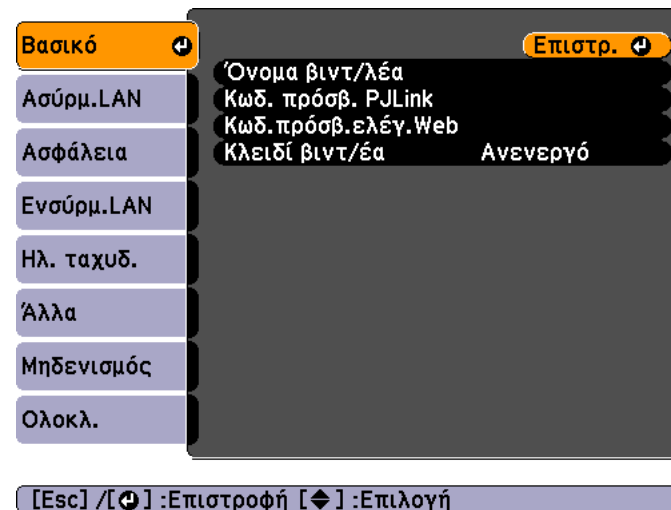 Βασικό
Ασύρμ.LAN
Ασφάλεια
Ενσύρμ.LAN
Ηλ. ταχυδ.
Άλλα
Μηδενισμός
Ολοκλ.
Επιστρ.
Όνομα βιντ/λέα
Κωδ. πρόσβ. PJLink
Κωδ.πρόσβ.ελέγ.Web
Κλειδί βιντ/έα Ανενεργό
[Esc] /[ ] :Επιστροφή [ ] :Επιλογή